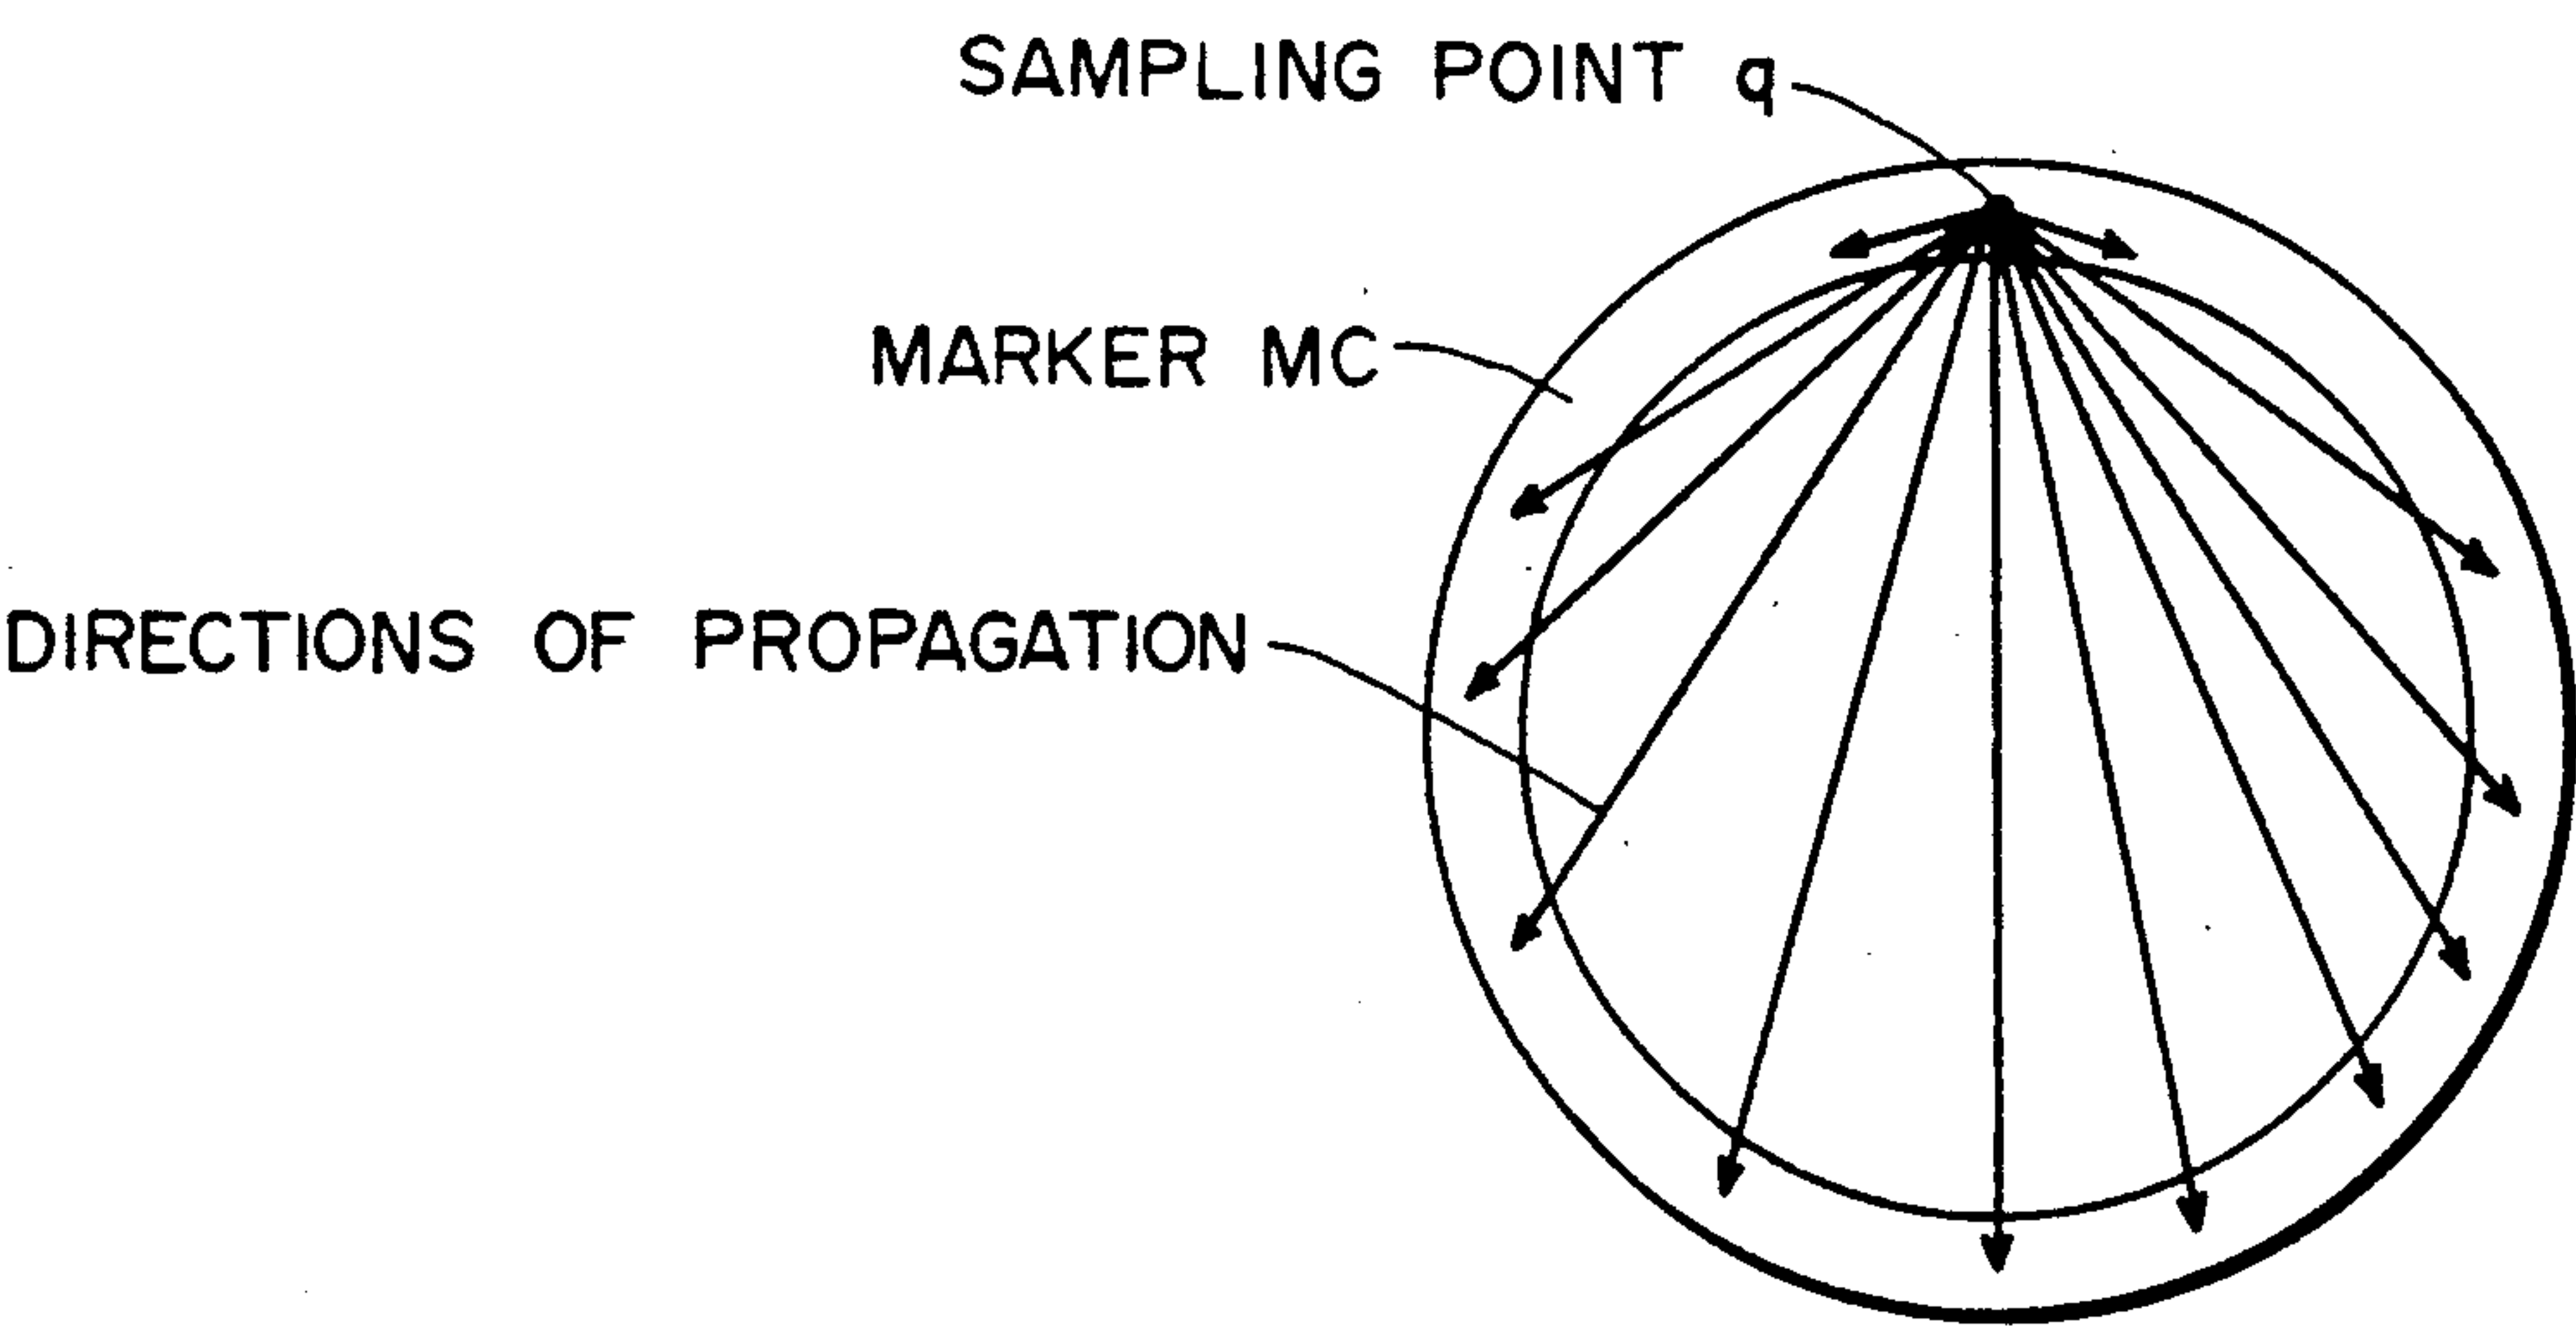 SAMPLING POINT q
MARKER MC
DIRECTIONS OF PROPAGATION